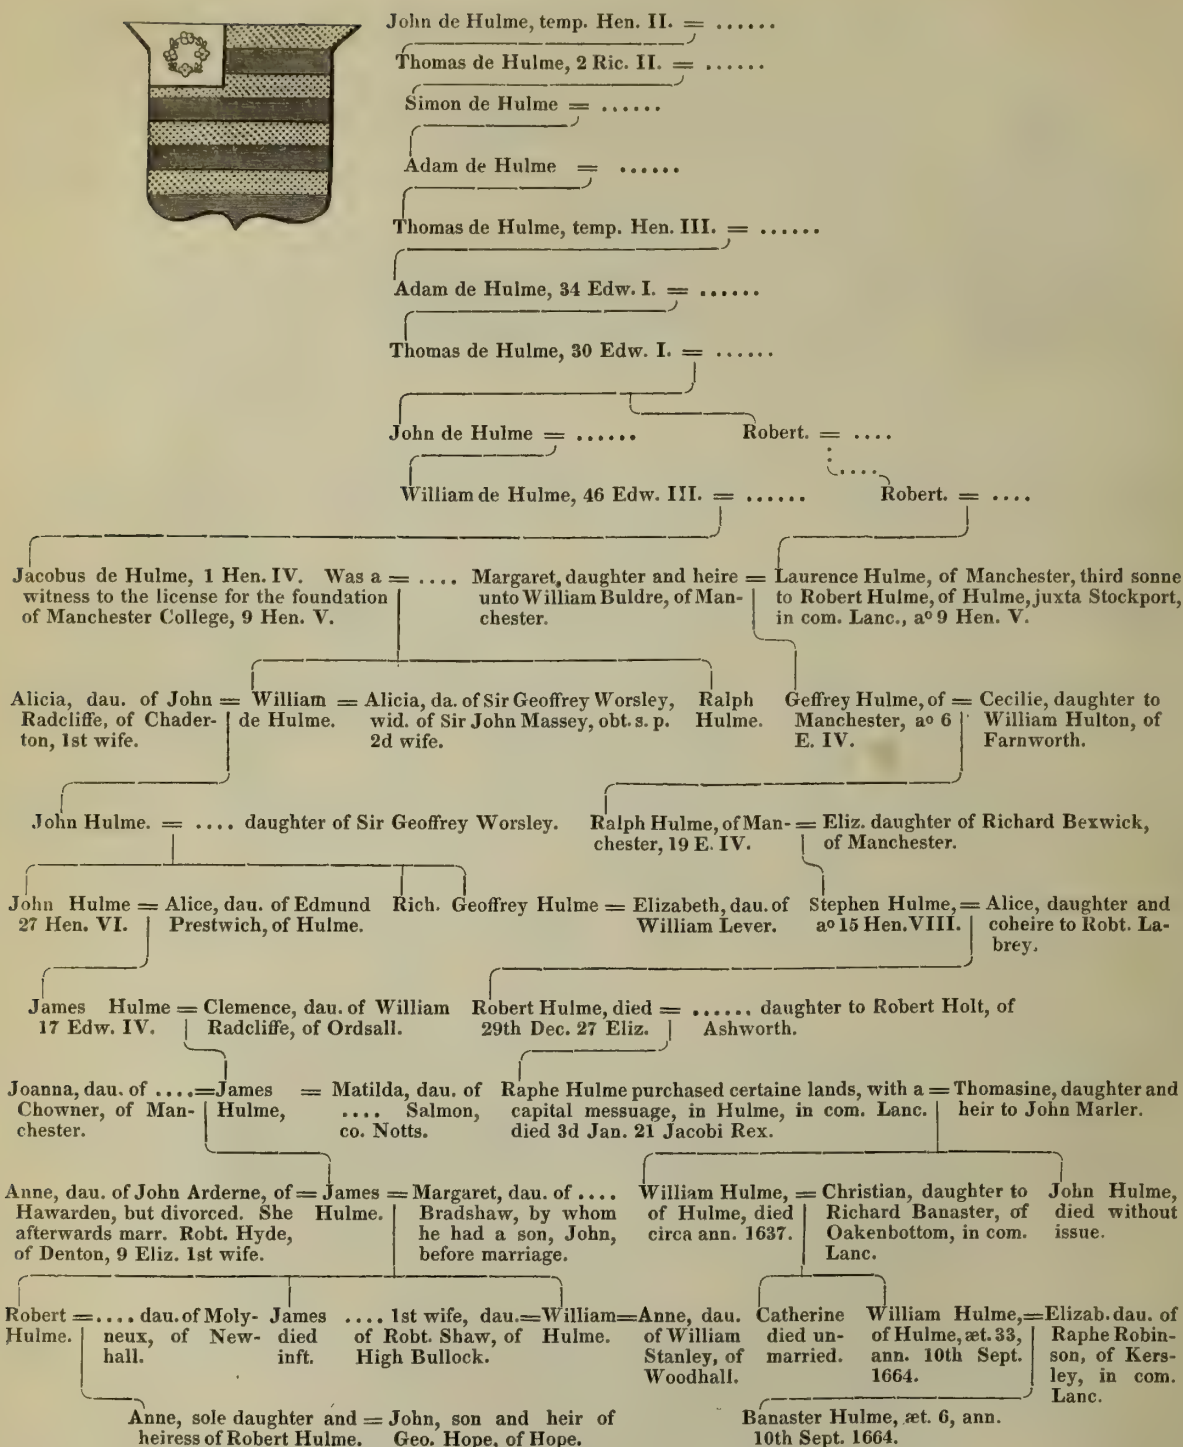 John de Hulme, temp. Hen. II. = ......
Thomas de Hulme, 2 Ric. II. = ......
Simon de Hulme = ......
Adam de Hulme = ......
Thomas de Hulme, temp. Hen. III. = ......
Adam de Hulme, 34 Edw. I. = ......
Thomas de Hulme, 30 Edw. I. = ......
John de Hulme = ......
Robert. = ....
William de Hulme, 46 Edw. III. = ......
Robert. = ....
Jacobus de Hulme, 1 Hen. IV. Was a = ....
witness to the license for the foundation
of Manchester College, 9 Hen. V.
Margaret, daughter and heire =
unto William Buldre, of Man-
chester.
Laurence Hulme, of Manchester, third sonne
to Robert Hulme, of Hulme, juxta Stockport,
in com. Lanc., aº 9 Hen. V.
Alicia, dau. of John =
Radcliffe, of Chader-
ton, 1st wife.
William =
de Hulme.
Alicia, da. of Sir Geoffrey Worsley,
wid. of Sir John Massey, obt. s. p.
2d wife.
Ralph
Hulme.
Geffrey Hulme, of =
Manchester, aº 6
E. IV.
Cecilie, daughter to
William Hulton, of
Farnworth.
John Hulme. = .... daughter of Sir Geoffrey Worsley.
Ralph Hulme, of Man- =
chester, 19 E. IV.
Eliz. daughter of Richard Bexwick,
of Manchester.
John Hulme =
27 Hen. VI.
Alice, dau. of Edmund
Prestwich, of Hulme.
Rich.
Geoffrey Hulme =
Elizabeth, dau. of
William Lever.
Stephen Hulme, =
aº 15 Hen. VIII.
Alice, daughter and
coheire to Robt. La-
brey.
James Hulme =
17 Edw. IV.
Clemence, dau. of William
Radcliffe, of Ordsall.
Robert Hulme, died =
29th Dec. 27 Eliz.
...... daughter to Robert Holt, of
Ashworth.
Joanna, dau. of .... =
Chowner, of Man-
chester.
James =
Hulme,
Matilda, dau. of
.... Salmon,
co. Notts.
Raphe Hulme purchased certaine lands, with a =
capital messuage, in Hulme, in com. Lanc.
died 3d Jan. 21 Jacobi Rex.
Thomasine, daughter and
heir to John Marler.
Anne, dau. of John Arderne, of =
Hawarden, but divorced. She
afterwards marr. Robt. Hyde,
of Denton, 9 Eliz. 1st wife.
James =
Hulme.
Margaret, dau. of ....
Bradshaw, by whom
he had a son, John,
before marriage.
William Hulme, =
of Hulme, died
circa ann. 1637.
Christian, daughter to
Richard Banaster, of
Oakenbottom, in com.
Lanc.
John Hulme,
died without
issue.
Robert =
Hulme.
.... dau. of Moly-
neux, of New-
hall.
James
died
inft.
.... 1st wife, dau. =
of Robt. Shaw, of
High Bullock.
William =
Hulme.
Anne, dau.
of William
Stanley, of
Woodhall.
Catherine
died un-
married.
William Hulme, =
of Hulme, æt. 33,
ann. 10th Sept.
1664.
Elizab. dau. of
Raphe Robin-
son, of Kers-
ley, in com.
Lanc.
Anne, sole daughter and =
heiress of Robert Hulme.
John, son and heir of
Geo. Hope, of Hope.
Banaster Hulme, æt. 6, ann.
10th Sept. 1664.